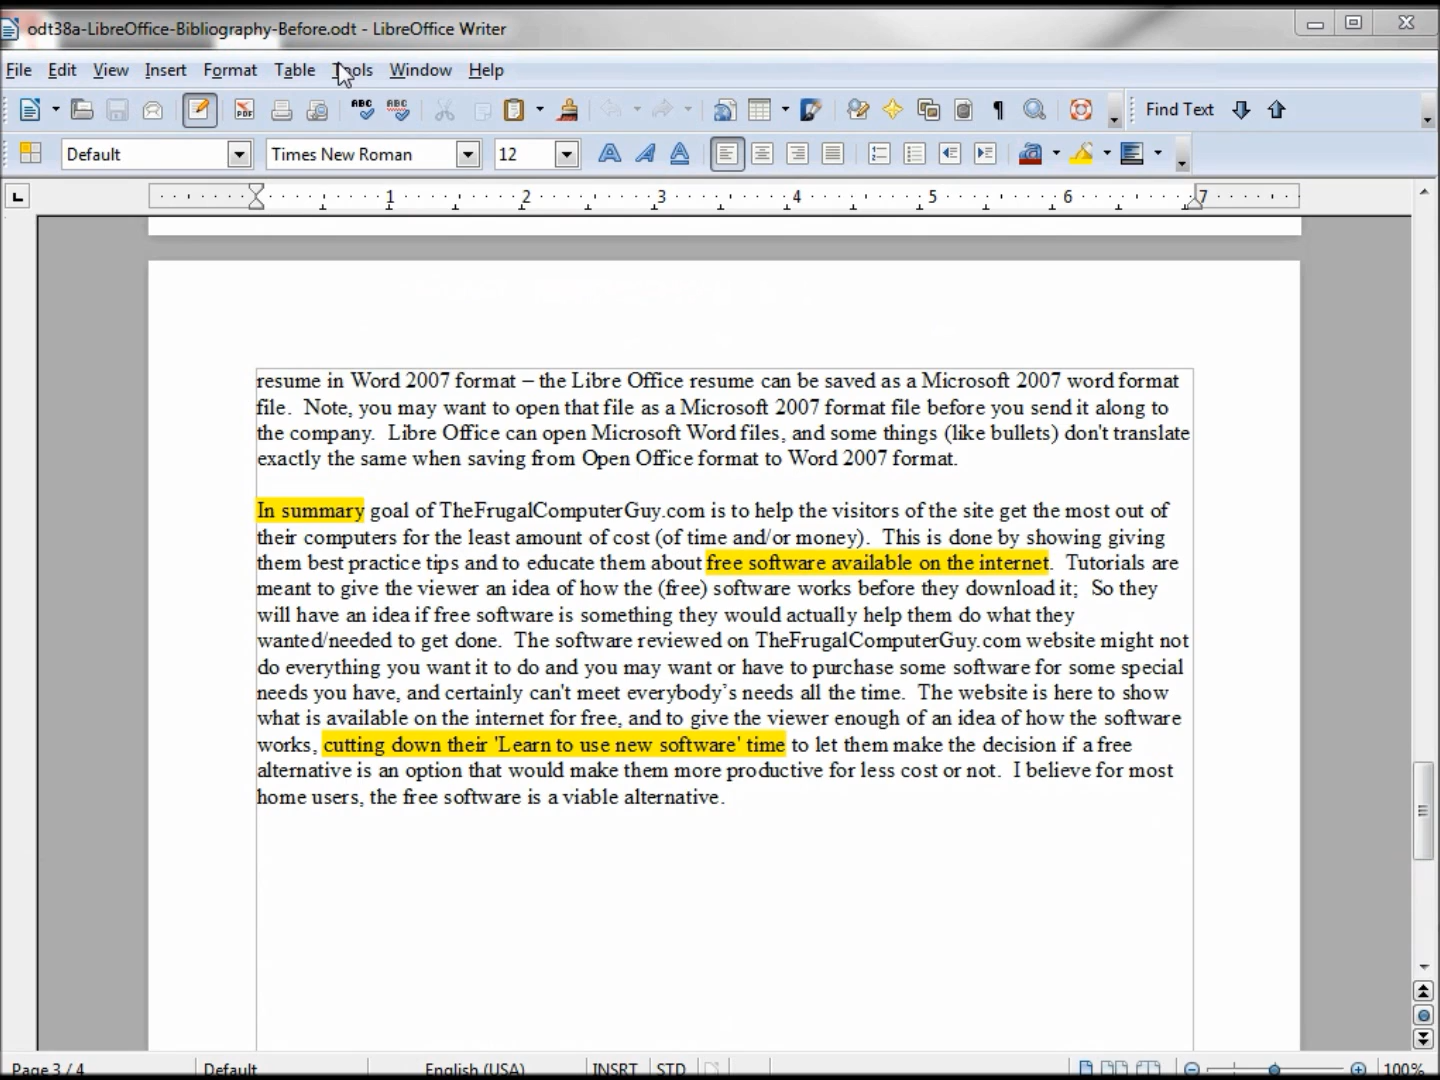 odt38a-LibreOffice-Bibliography-Before.odt - LibreOffice Writer
File Edit View Insert Format Table Tools Window Help
PDF ABC ABC Find Text
Default Times New Roman 12
1 2 3 4 5 6 7
resume in Word 2007 format – the Libre Office resume can be saved as a Microsoft 2007 word format
file.  Note, you may want to open that file as a Microsoft 2007 format file before you send it along to
the company.  Libre Office can open Microsoft Word files, and some things (like bullets) don't translate
exactly the same when saving from Open Office format to Word 2007 format.
In summary goal of TheFrugalComputerGuy.com is to help the visitors of the site get the most out of
their computers for the least amount of cost (of time and/or money).  This is done by showing giving
them best practice tips and to educate them about free software available on the internet.  Tutorials are
meant to give the viewer an idea of how the (free) software works before they download it;  So they
will have an idea if free software is something they would actually help them do what they
wanted/needed to get done.  The software reviewed on TheFrugalComputerGuy.com website might not
do everything you want it to do and you may want or have to purchase some software for some special
needs you have, and certainly can't meet everybody's needs all the time.  The website is here to show
what is available on the internet for free, and to give the viewer enough of an idea of how the software
works, cutting down their 'Learn to use new software' time to let them make the decision if a free
alternative is an option that would make them more productive for less cost or not.  I believe for most
home users, the free software is a viable alternative.
Page 3 / 4 Default English (USA) INSRT STD 100%